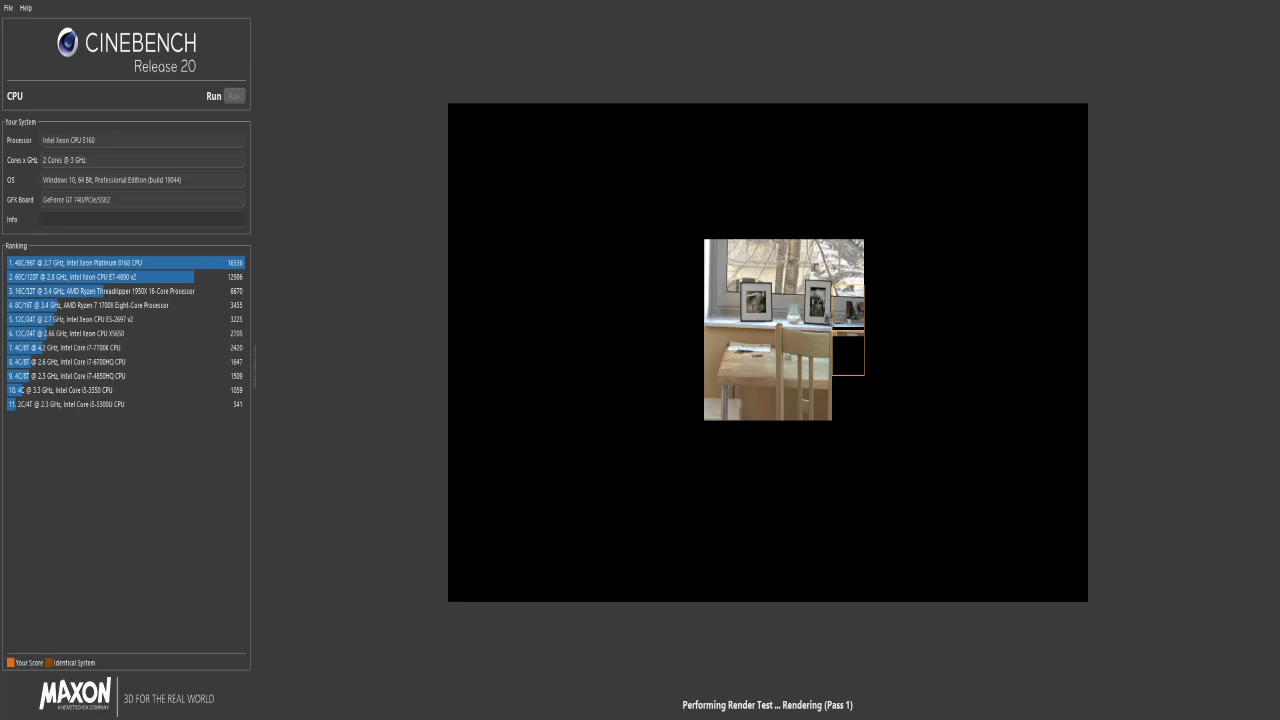 File Help
CINEBENCH
Release 20
CPU Run Run
Your System
Processor Intel Xeon CPU 5160
Cores x GHz 2 Cores @ 3 GHz
OS Windows 10, 64 Bit, Professional Edition (build 19044)
GFX Board GeForce GT 740/PCIe/SSE2
Info
Ranking
1. 48C/96T @ 2.7 GHz, Intel Xeon Platinum 8168 CPU 16536
2. 60C/120T @ 2.8 GHz, Intel Xeon CPU E7-4890 v2 12986
3. 16C/32T @ 3.4 GHz, AMD Ryzen Threadripper 1950X 16-Core Processor 6670
4. 8C/16T @ 3.4 GHz, AMD Ryzen 7 1700X Eight-Core Processor 3455
5. 12C/24T @ 2.7 GHz, Intel Xeon CPU E5-2697 v2 3225
6. 12C/24T @ 2.66 GHz, Intel Xeon CPU X5650 2705
7. 4C/8T @ 4.2 GHz, Intel Core i7-7700K CPU 2420
8. 4C/8T @ 2.6 GHz, Intel Core i7-6700HQ CPU 1647
9. 4C/8T @ 2.3 GHz, Intel Core i7-4850HQ CPU 1509
10. 4C @ 3.3 GHz, Intel Core i5-3550 CPU 1059
11. 2C/4T @ 2.3 GHz, Intel Core i5-5300U CPU 541
Your Score Identical System
MAXON
A NEMETSCHEK COMPANY
3D FOR THE REAL WORLD
Performing Render Test ... Rendering (Pass 1)